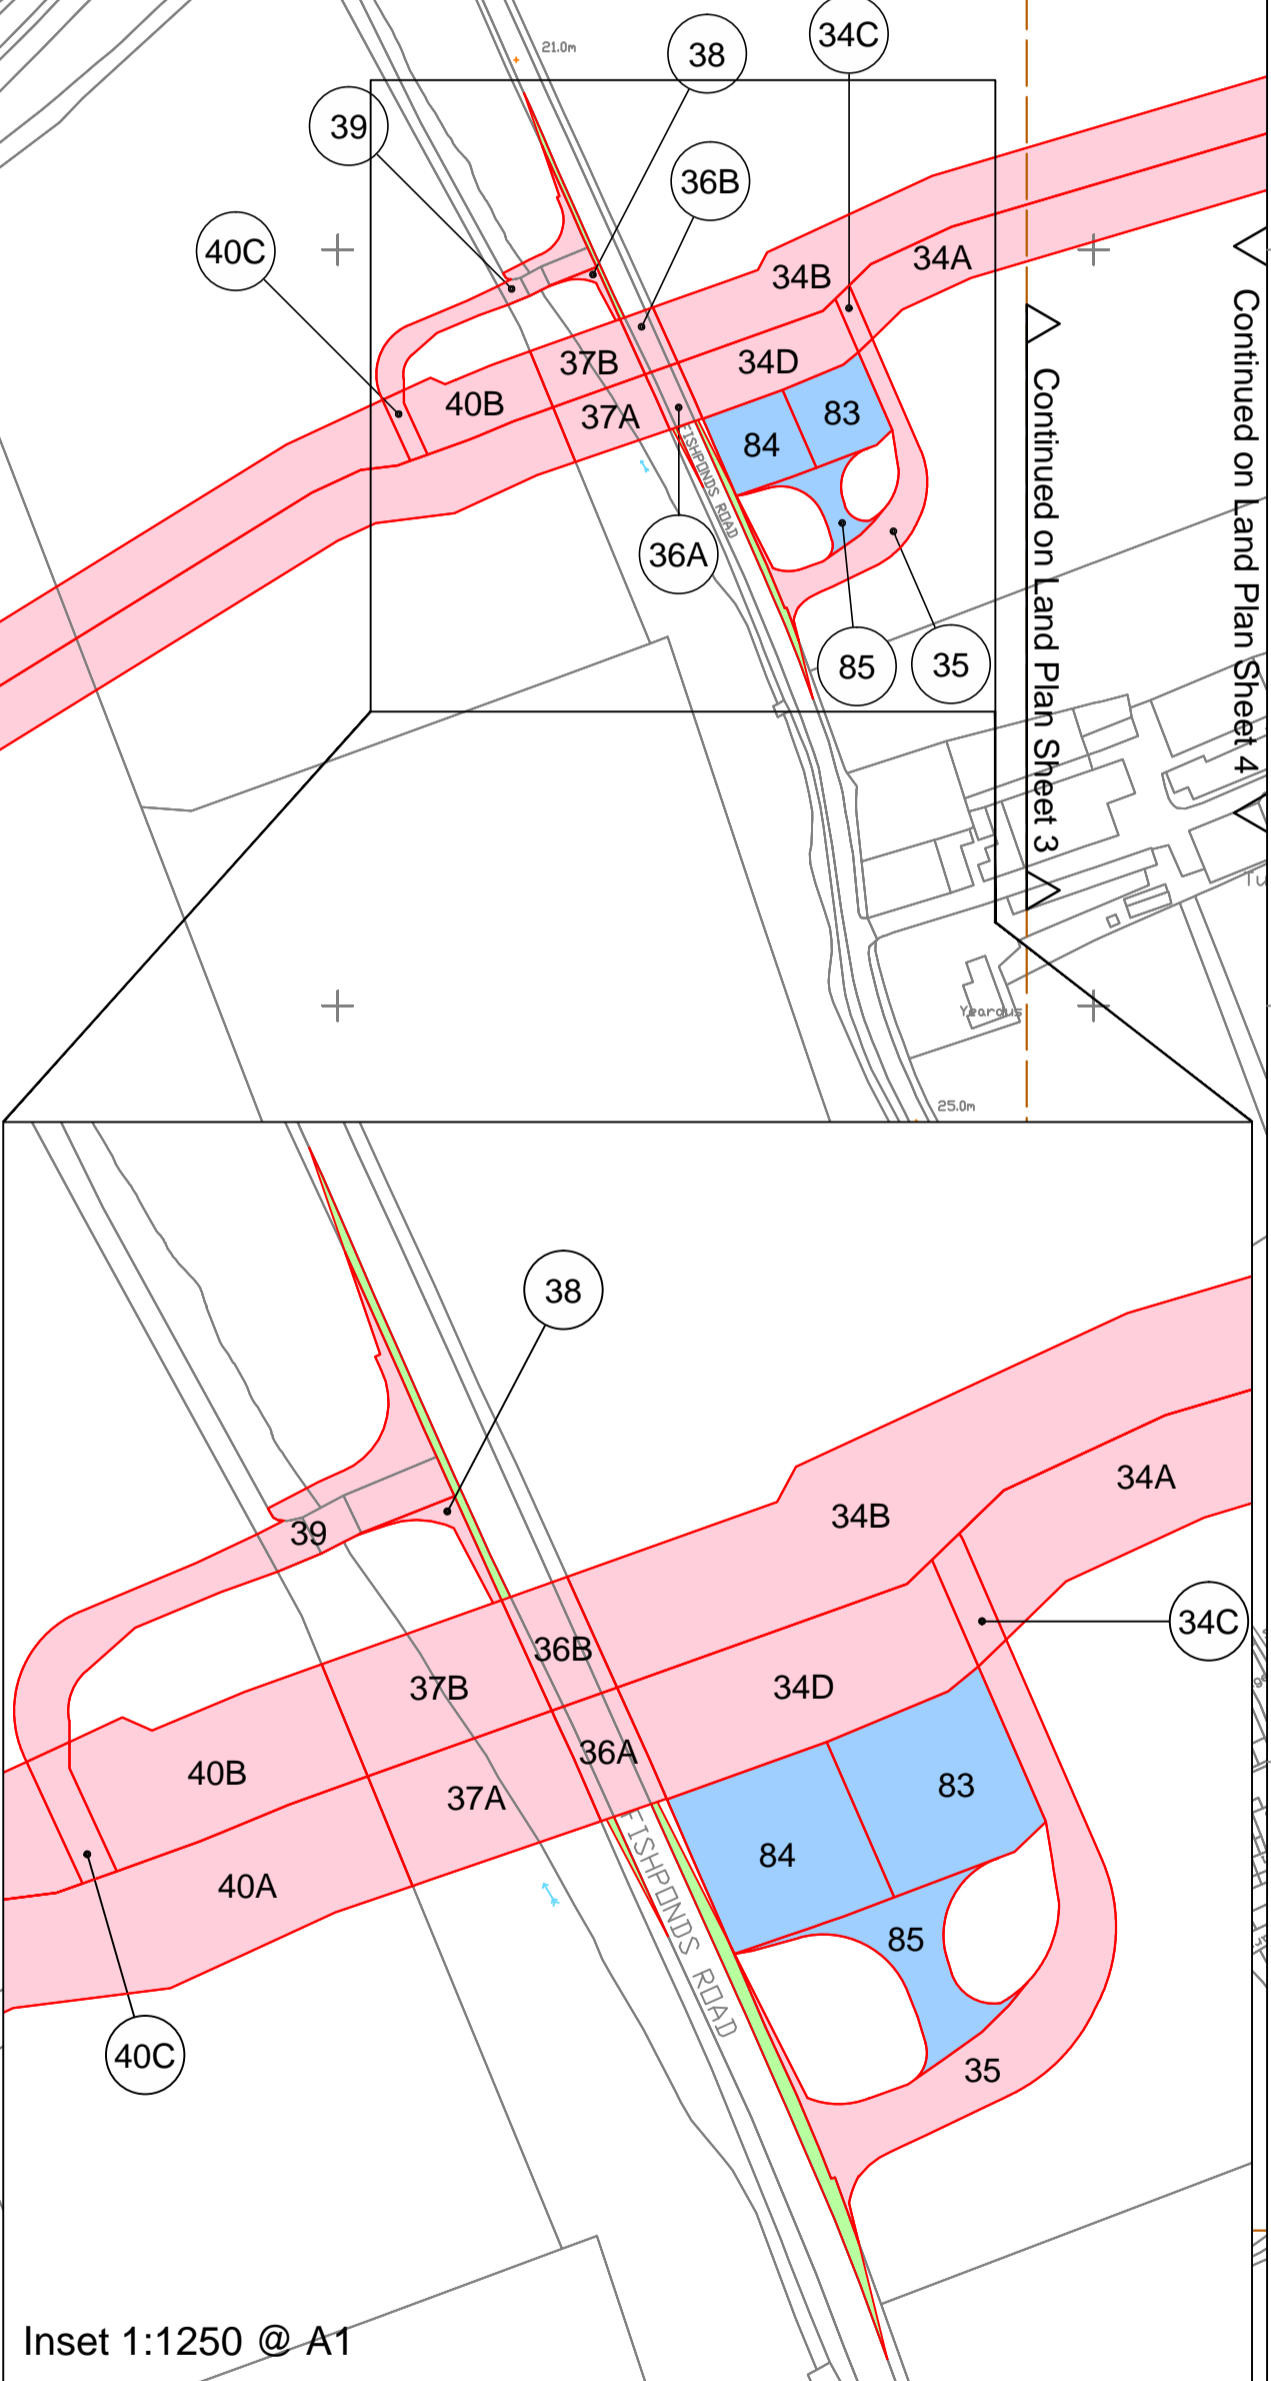 21.0m
38
34C
39
36B
40C
34B
34A
37B
34D
40B
37A
83
84
FISHPONDS ROAD
36A
85
35
Continued on Land Plan Sheet 3
Continued on Land Plan Sheet 4
Yeardus
25.0m
38
34A
34B
39
34C
36B
37B
34D
36A
40B
37A
83
84
40A
FISHPONDS ROAD
85
40C
35
Inset 1:1250 @ A1